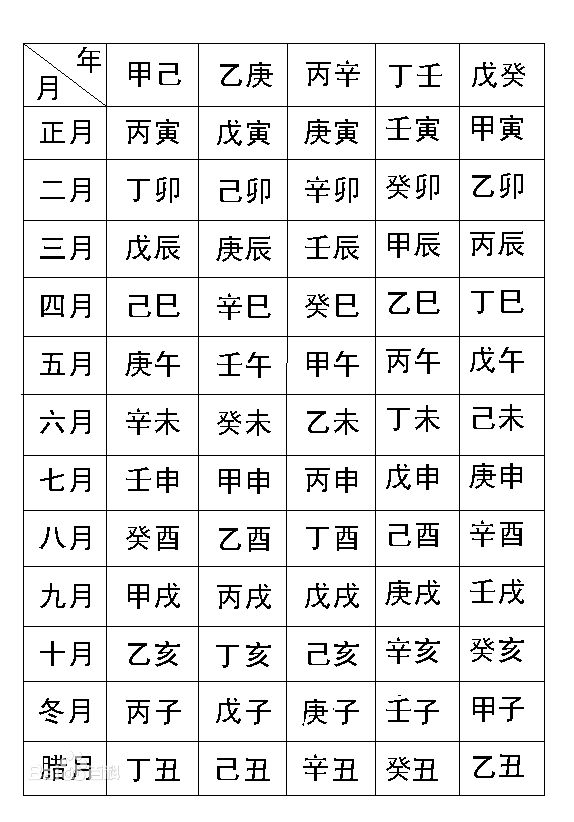 年
月 甲己 乙庚 丙辛 丁壬 戊癸
正月 丙寅 戊寅 庚寅 壬寅 甲寅
二月 丁卯 己卯 辛卯 癸卯 乙卯
三月 戊辰 庚辰 壬辰 甲辰 丙辰
四月 己巳 辛巳 癸巳 乙巳 丁巳
五月 庚午 壬午 甲午 丙午 戊午
六月 辛未 癸未 乙未 丁未 己未
七月 壬申 甲申 丙申 戊申 庚申
八月 癸酉 乙酉 丁酉 己酉 辛酉
九月 甲戌 丙戌 戊戌 庚戌 壬戌
十月 乙亥 丁亥 己亥 辛亥 癸亥
冬月 丙子 戊子 庚子 壬子 甲子
腊月 丁丑 己丑 辛丑 癸丑 乙丑